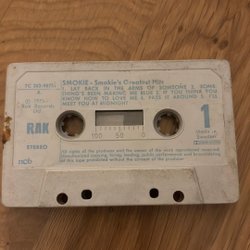 SMOKIE - Smokie's Greatest Hits
1. LAY BACK IN THE ARMS OF SOMEONE 2. SOME-
THING'S BEEN MAKING ME BLUE 3. IF YOU THINK YOU
KNOW HOW TO LOVE ME 4. PASS IT AROUND 5. I'LL
MEET YOU AT MIDNIGHT
Rak Records
Ltd.
RAK
STEREO
100 50 0
1
Made in
Sweden
ncb
All rights of the producer and of the owner of the work reproduced reserved.
Unauthorised copying, hiring, lending, public performance and broadcasting
of this tape prohibited without the consent of the producer